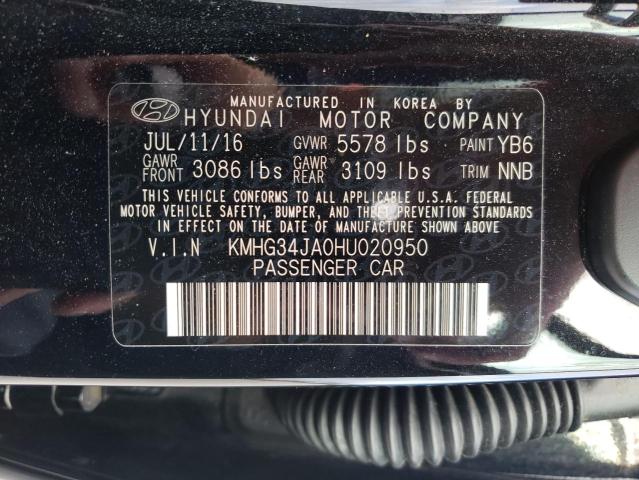 MANUFACTURED IN KOREA BY
HYUNDAI MOTOR COMPANY
JUL/11/16 GVWR 5578 lbs PAINT YB6
GAWR FRONT 3086 lbs GAWR REAR 3109 lbs TRIM NNB
THIS VEHICLE CONFORMS TO ALL APPLICABLE U.S.A. FEDERAL
MOTOR VEHICLE SAFETY, BUMPER, AND THEFT PREVENTION STANDARDS
IN EFFECT ON THE DATE OF MANUFACTURE SHOWN ABOVE
V.I.N KMHG34JA0HU020950
PASSENGER CAR